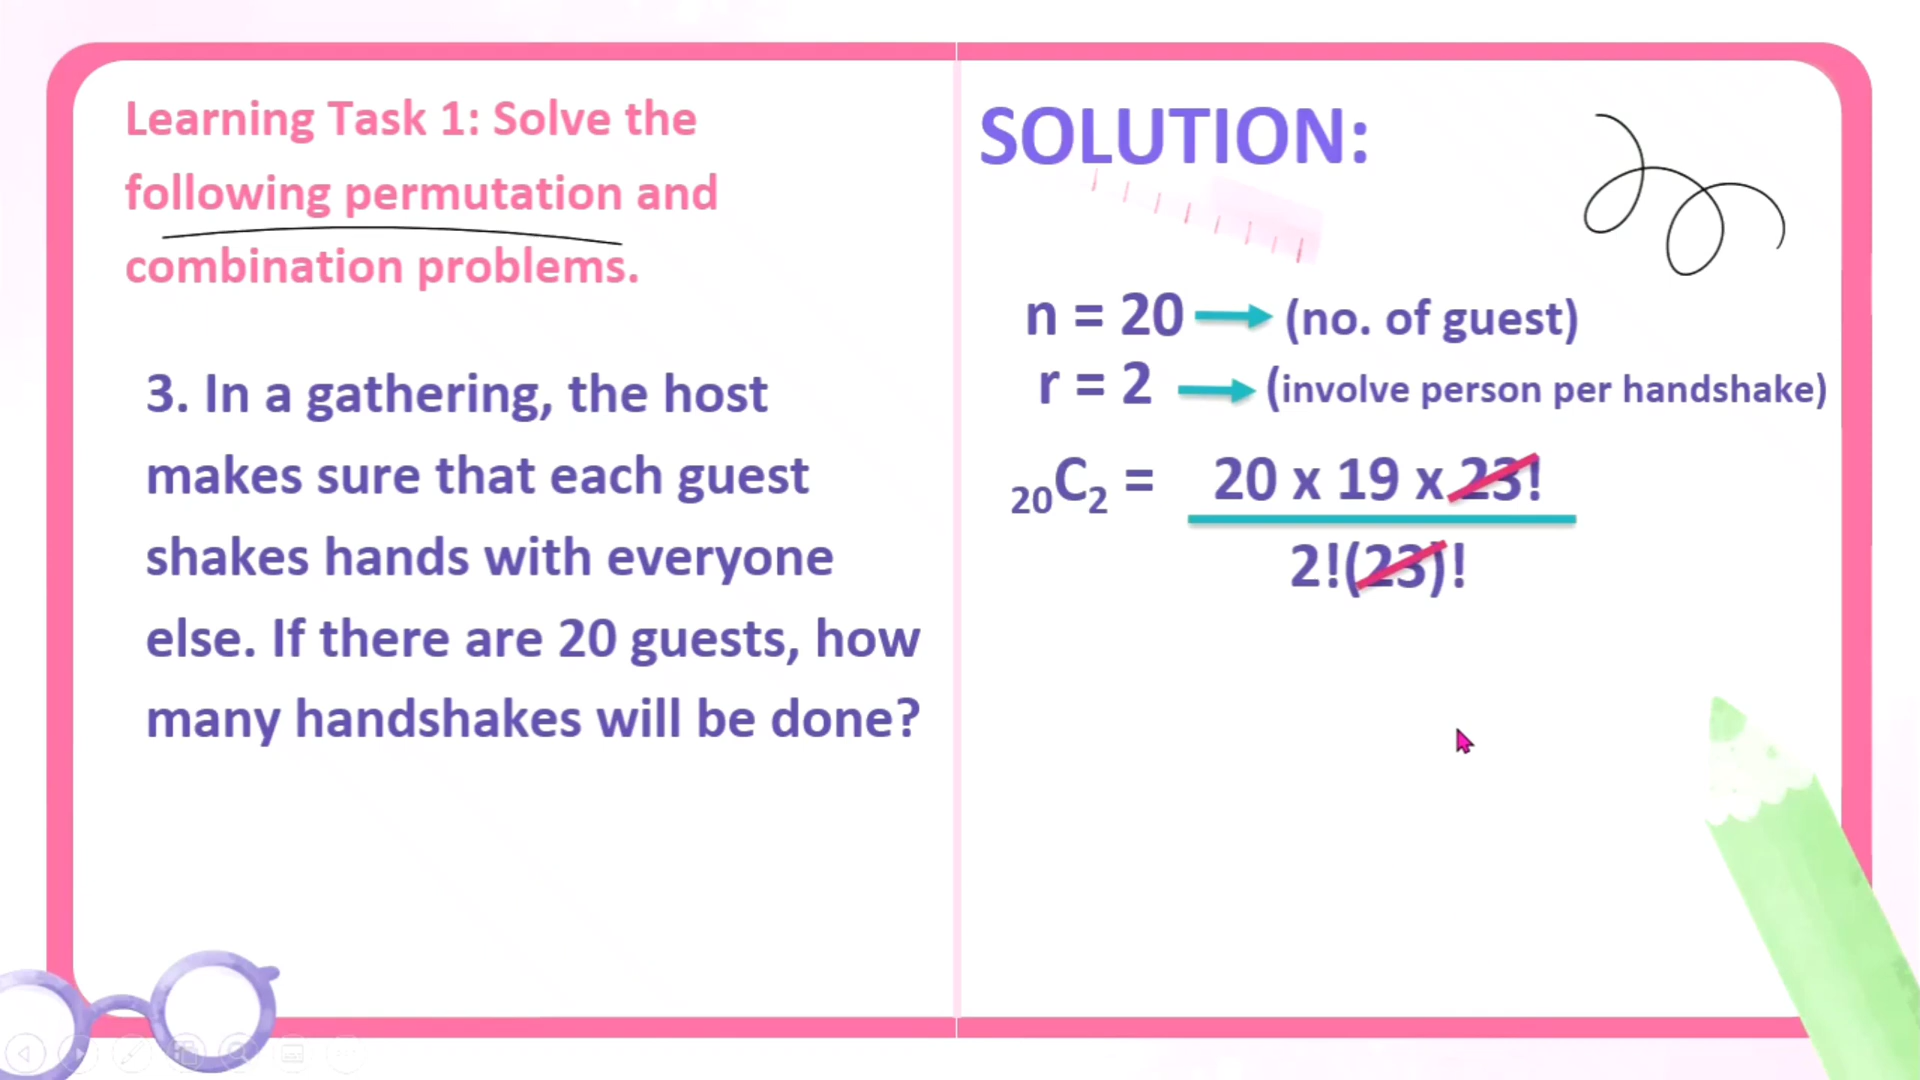 Learning Task 1: Solve the
following permutation and
combination problems.
3. In a gathering, the host
makes sure that each guest
shakes hands with everyone
else. If there are 20 guests, how
many handshakes will be done?
SOLUTION:
n = 20 (no. of guest)
r = 2 (involve person per handshake)
₂₀C₂ = 20 x 19 x 23!
2!(23)!